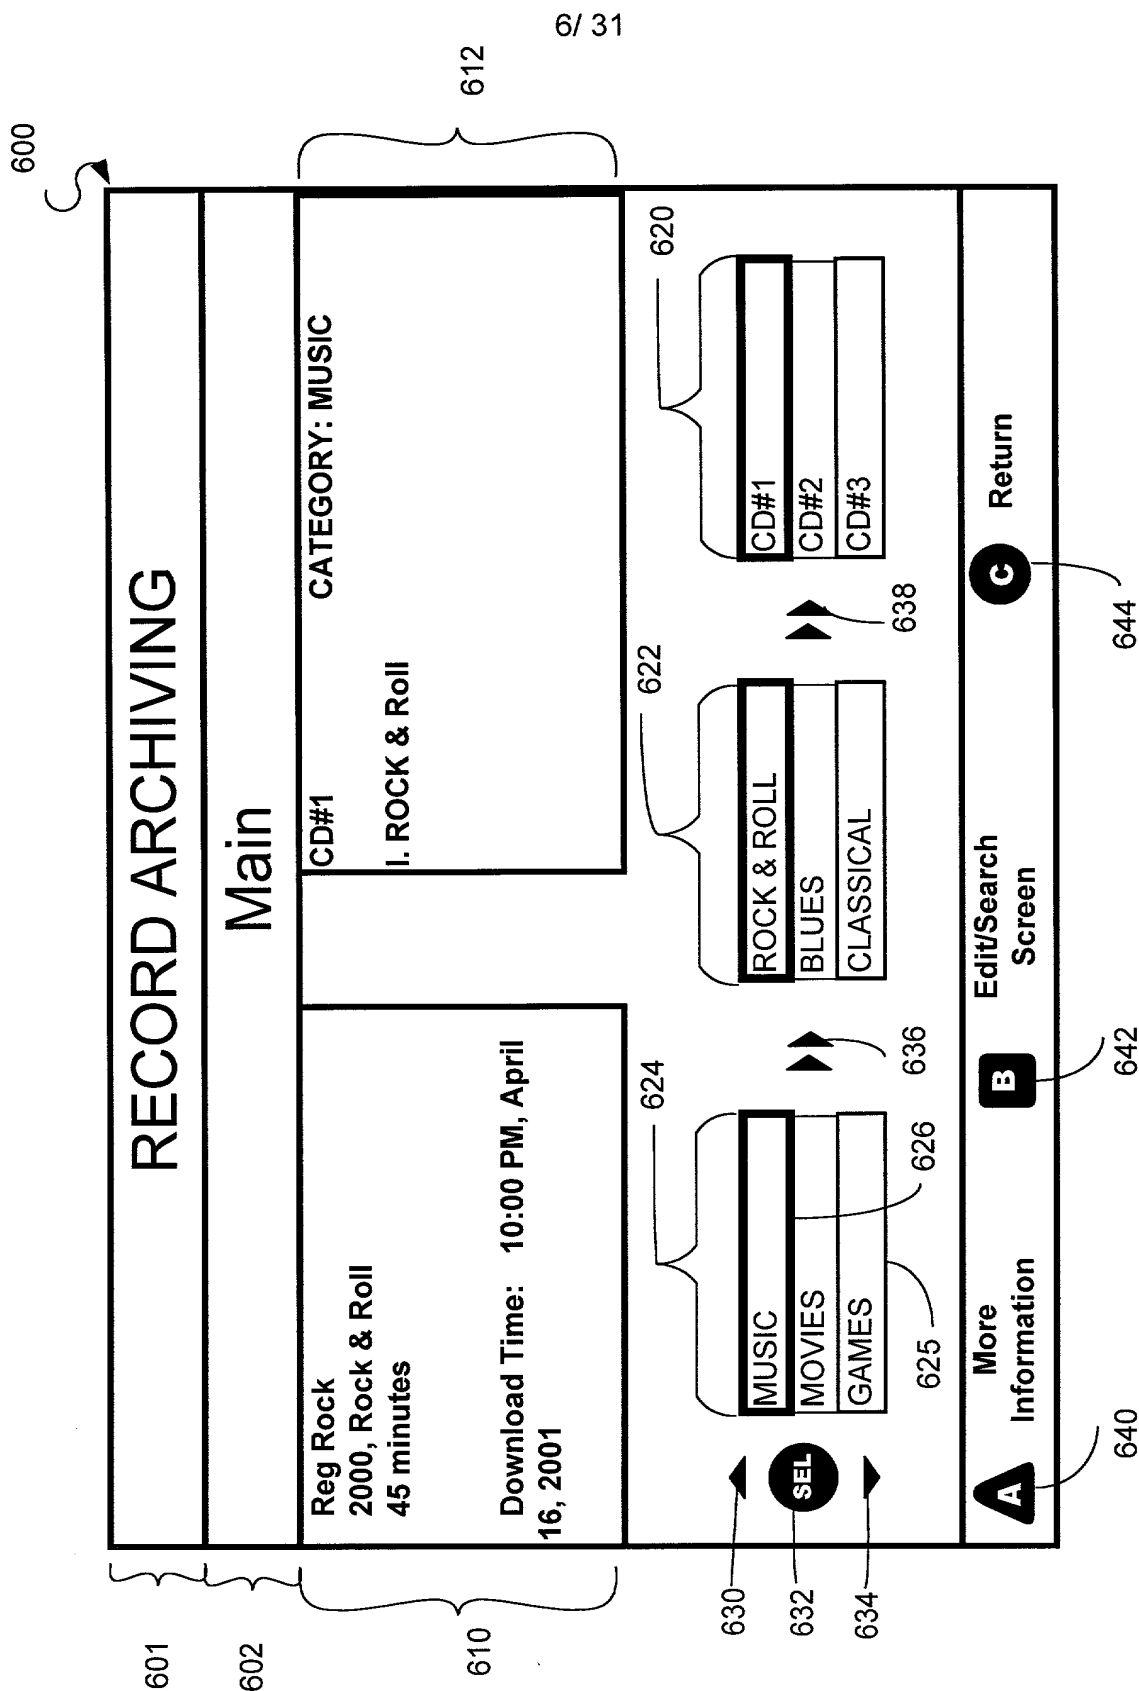 6/ 31
600
RECORD ARCHIVING
601
Main
602
612
610
Reg Rock
2000, Rock & Roll
45 minutes
Download Time: 10:00 PM, April
16, 2001
CD#1 CATEGORY: MUSIC
I. ROCK & Roll
624
622
620
630
SEL
632
634
MUSIC
MOVIES
GAMES
626
625
636
ROCK & ROLL
BLUES
CLASSICAL
638
CD#1
CD#2
CD#3
A
More
Information
640
B
Edit/Search
Screen
642
C
Return
644